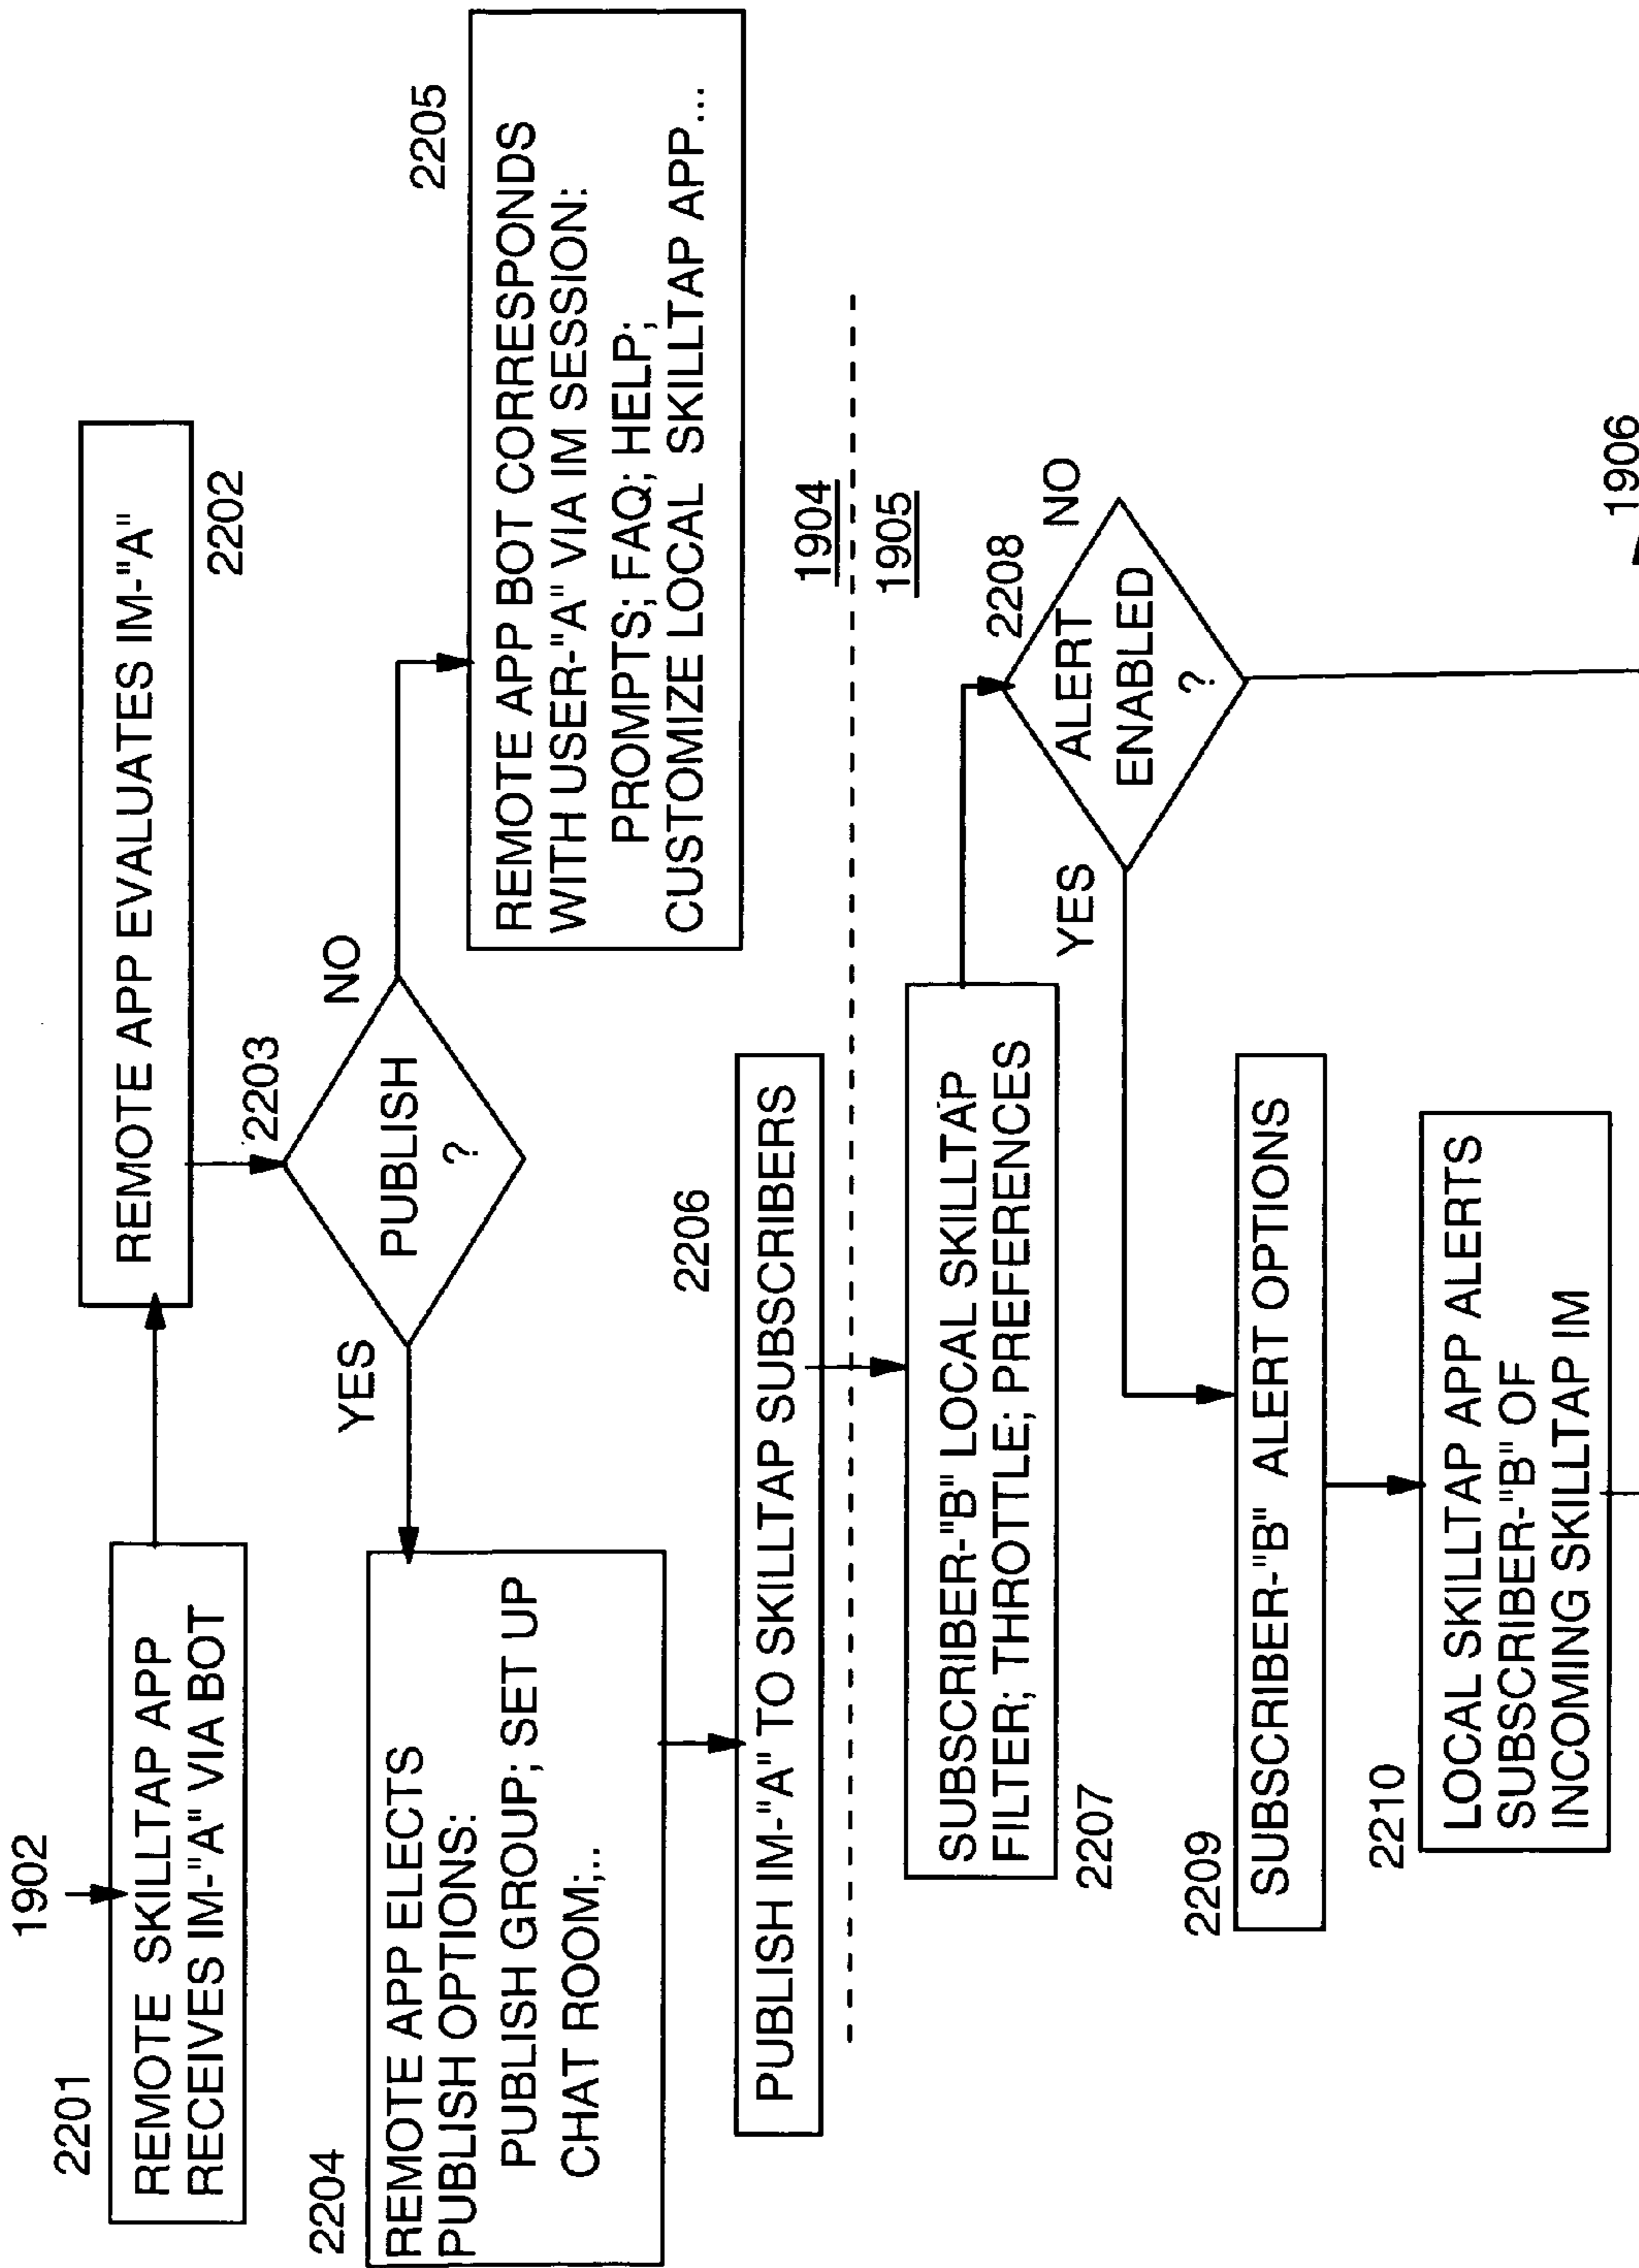 1902
2201
REMOTE SKILLTAP APP
RECEIVES IM-"A" VIA BOT
REMOTE APP EVALUATES IM-"A"
2202
2203
PUBLISH
?
YES
NO
2204
REMOTE APP ELECTS
PUBLISH OPTIONS:
PUBLISH GROUP; SET UP
CHAT ROOM;..
2205
REMOTE APP BOT CORRESPONDS
WITH USER-"A" VIA IM SESSION:
PROMPTS; FAQ; HELP;
CUSTOMIZE LOCAL SKILLTAP APP...
2206
PUBLISH IM-"A" TO SKILLTAP SUBSCRIBERS
1904
1905
SUBSCRIBER-"B" LOCAL SKILLTAP
FILTER; THROTTLE; PREFERENCES
2207
2208
ALERT
ENABLED
?
YES
NO
2209
SUBSCRIBER-"B" ALERT OPTIONS
2210
LOCAL SKILLTAP APP ALERTS
SUBSCRIBER-"B" OF
INCOMING SKILLTAP IM
1906